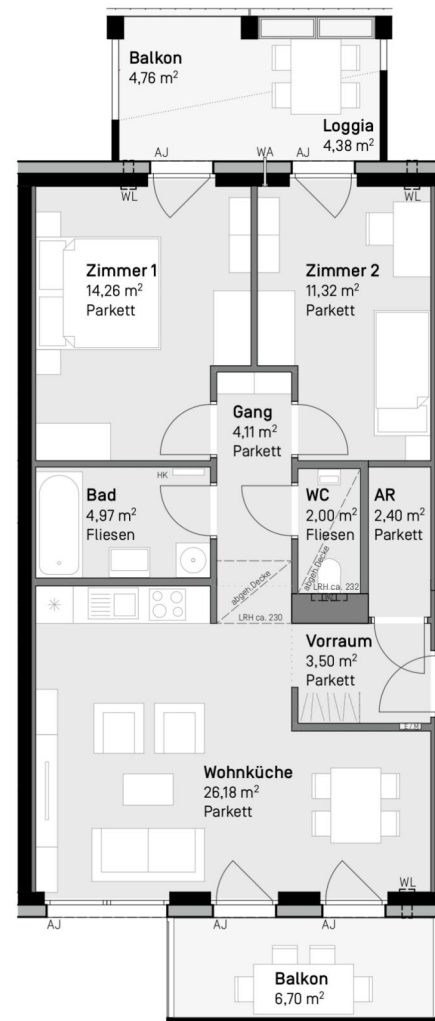 Balkon
4,76 m²
Loggia
4,38 m²
AJ
WA
AJ
WL
WL
Zimmer 1
14,26 m²
Parkett
Zimmer 2
11,32 m²
Parkett
Gang
4,11 m²
Parkett
HK
Bad
4,97 m²
Fliesen
WC
2,00 m²
Fliesen
AR
2,40 m²
Parkett
abgeh. Decke
abgeh. Decke
LRH ca. 232
LRH ca. 230
Vorraum
3,50 m²
Parkett
E / M
Wohnküche
26,18 m²
Parkett
WL
AJ
AJ
AJ
Balkon
6,70 m²